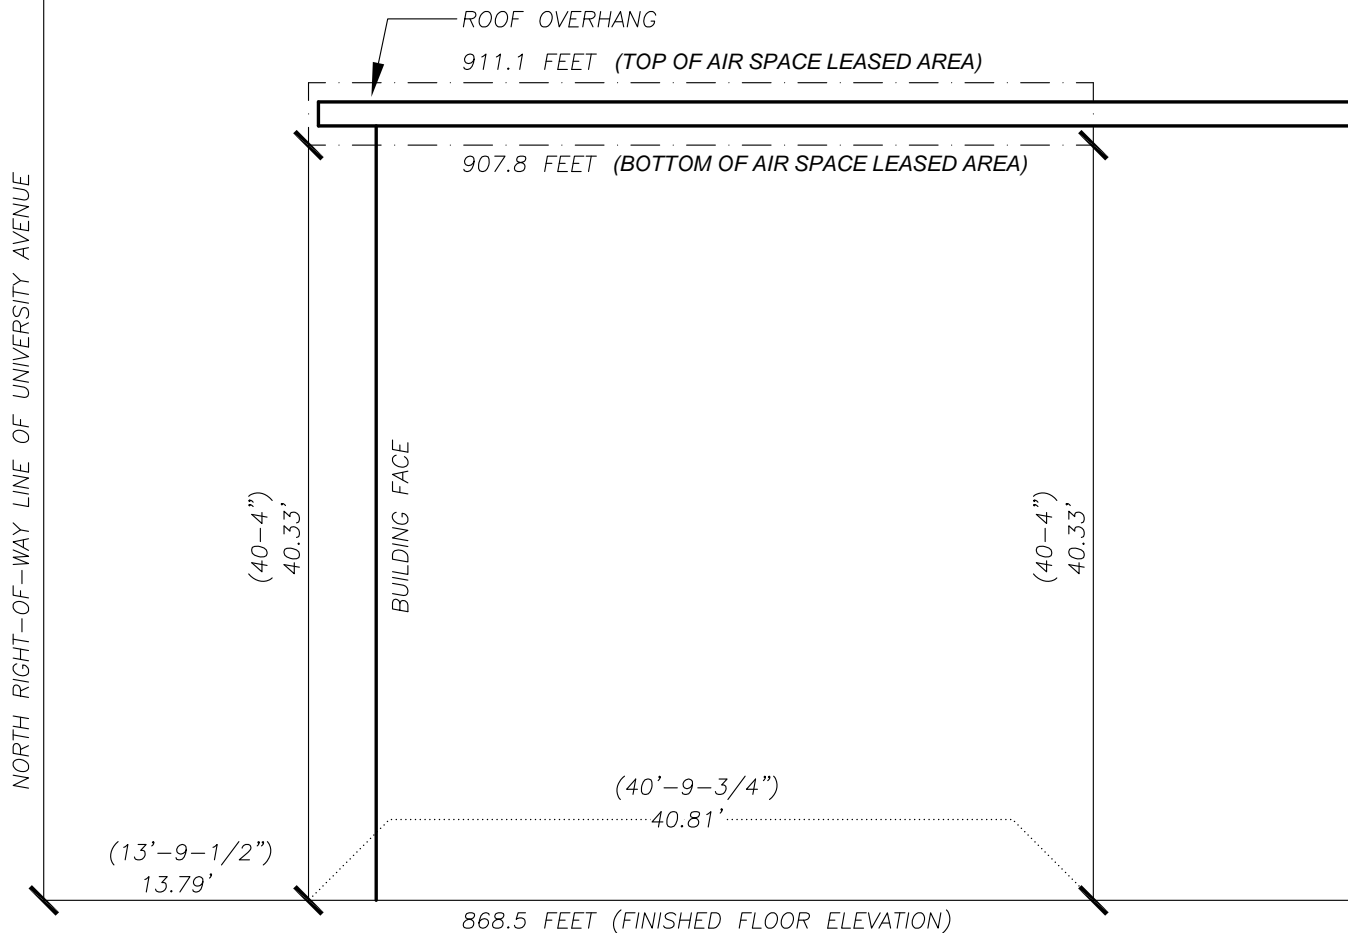 ROOF OVERHANG
911.1 FEET (TOP OF AIR SPACE LEASED AREA)
907.8 FEET (BOTTOM OF AIR SPACE LEASED AREA)
NORTH RIGHT-OF-WAY LINE OF UNIVERSITY AVENUE
(40-4")
40.33'
BUILDING FACE
(40-4")
40.33'
(40'-9-3/4")
40.81'
(13'-9-1/2")
13.79'
868.5 FEET (FINISHED FLOOR ELEVATION)